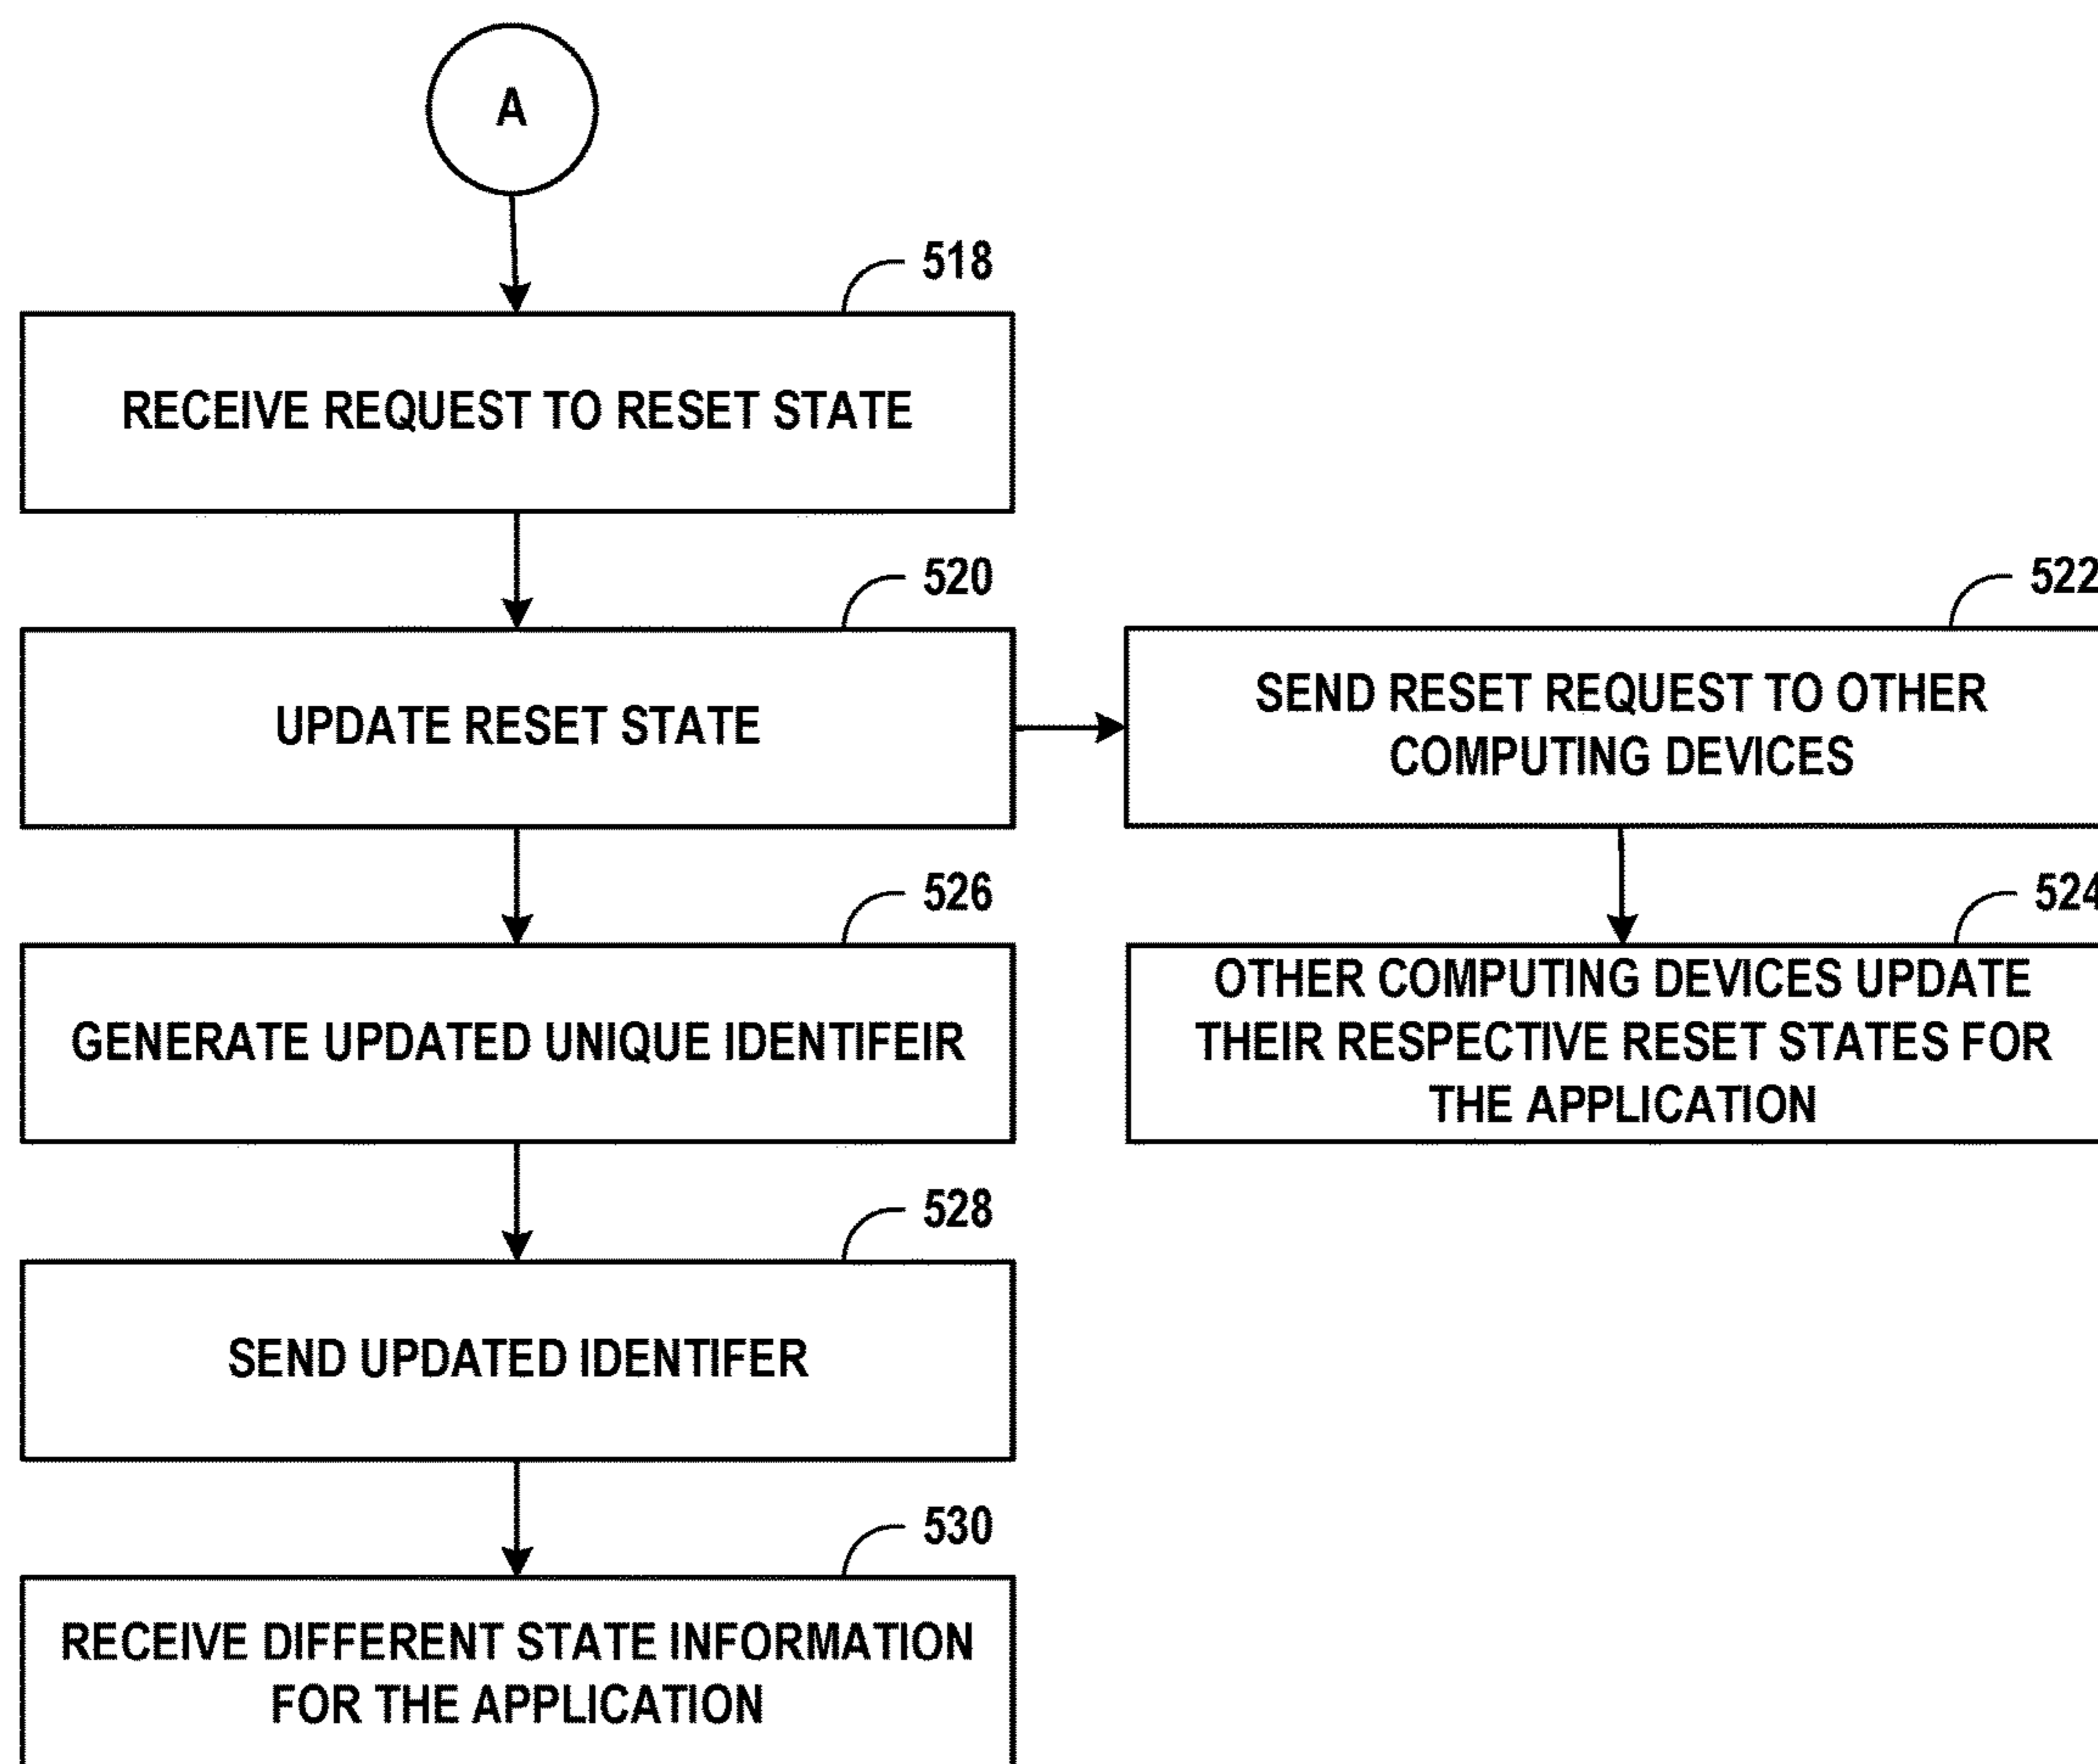 A
518
RECEIVE REQUEST TO RESET STATE
520
UPDATE RESET STATE
522
SEND RESET REQUEST TO OTHER
COMPUTING DEVICES
524
OTHER COMPUTING DEVICES UPDATE
THEIR RESPECTIVE RESET STATES FOR
THE APPLICATION
526
GENERATE UPDATED UNIQUE IDENTIFEIR
528
SEND UPDATED IDENTIFER
530
RECEIVE DIFFERENT STATE INFORMATION
FOR THE APPLICATION